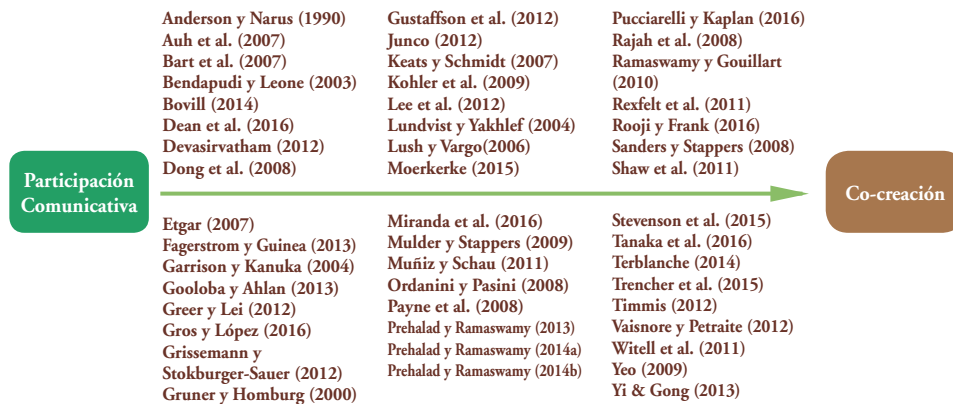 Anderson y Narus (1990)
Auh et al. (2007)
Bart et al. (2007)
Bendapudi y Leone (2003)
Bovill (2014)
Dean et al. (2016)
Devasirvatham (2012)
Dong et al. (2008)
Gustaffson et al. (2012)
Junco (2012)
Keats y Schmidt (2007)
Kohler et al. (2009)
Lee et al. (2012)
Lundvist y Yakhlef (2004)
Lush y Vargo(2006)
Moerkerke (2015)
Pucciarelli y Kaplan (2016)
Rajah et al. (2008)
Ramaswamy y Gouillart
(2010)
Rexfelt et al. (2011)
Rooji y Frank (2016)
Sanders y Stappers (2008)
Shaw et al. (2011)
Participación
Comunicativa
Co-creación
Etgar (2007)
Fagerstrom y Guinea (2013)
Garrison y Kanuka (2004)
Gooloba y Ahlan (2013)
Greer y Lei (2012)
Gros y López (2016)
Grissemann y
Stokburger-Sauer (2012)
Gruner y Homburg (2000)
Miranda et al. (2016)
Mulder y Stappers (2009)
Muñiz y Schau (2011)
Ordanini y Pasini (2008)
Payne et al. (2008)
Prehalad y Ramaswamy (2013)
Prehalad y Ramaswamy (2014a)
Prehalad y Ramaswamy (2014b)
Stevenson et al. (2015)
Tanaka et al. (2016)
Terblanche (2014)
Trencher et al. (2015)
Timmis (2012)
Vaisnore y Petraite (2012)
Witell et al. (2011)
Yeo (2009)
Yi & Gong (2013)